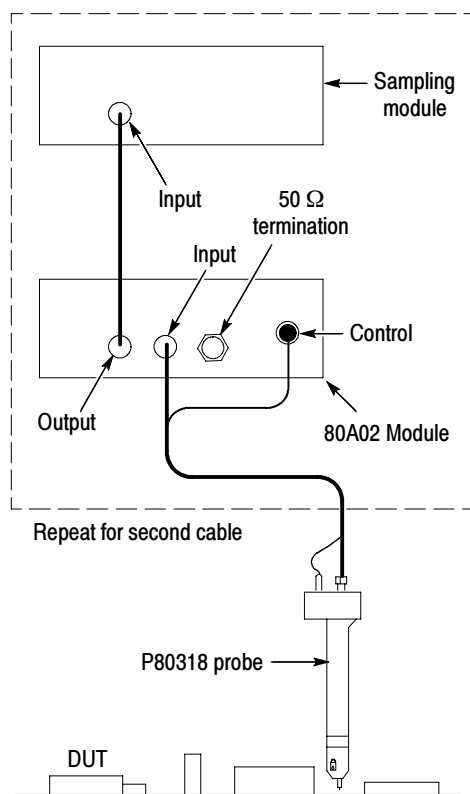 Sampling
module
Input
50 Ω
termination
Input
Control
Output
80A02 Module
Repeat for second cable
P80318 probe
DUT